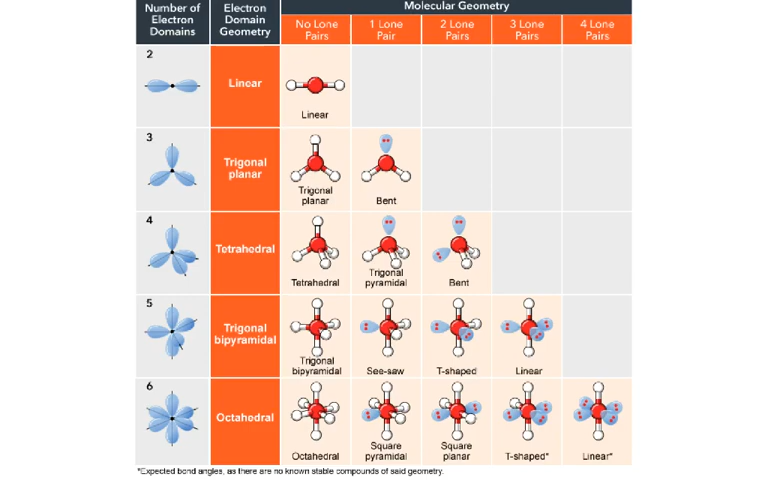 Number of
Electron
Domains
Electron
Domain
Geometry
Molecular Geometry
No Lone
Pairs
1 Lone
Pair
2 Lone
Pairs
3 Lone
Pairs
4 Lone
Pairs
2
Linear
Linear
3
Trigonal
planar
Trigonal
planar
Bent
4
Tetrahedral
Tetrahedral
Trigonal
pyramidal
Bent
5
Trigonal
bipyramidal
Trigonal
bipyramidal
See-saw
T-shaped
Linear
6
Octahedral
Octahedral
Square
pyramidal
Square
planar
T-shaped*
Linear*
*Expected bond angles, as there are no known stable compounds of said geometry.